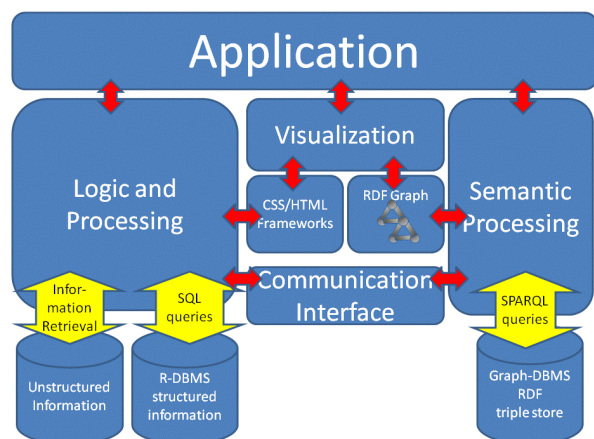 Application
Visualization
Logic and
Processing
CSS/HTML
Frameworks
RDF Graph
Semantic
Processing
Communication
Interface
Infor-
mation
Retrieval
SQL
queries
SPARQL
queries
Unstructured
Information
R-DBMS
structured
information
Graph-DBMS
RDF
triple store